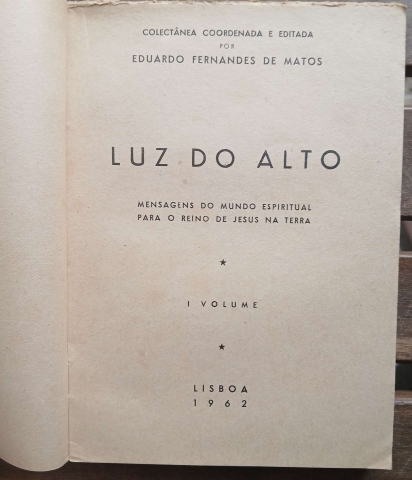 COLECTÂNEA COORDENADA E EDITADA
POR
EDUARDO FERNANDES DE MATOS
LUZ DO ALTO
MENSAGENS DO MUNDO ESPIRITUAL
PARA O REINO DE JESUS NA TERRA
★
I VOLUME
★
LISBOA
1962